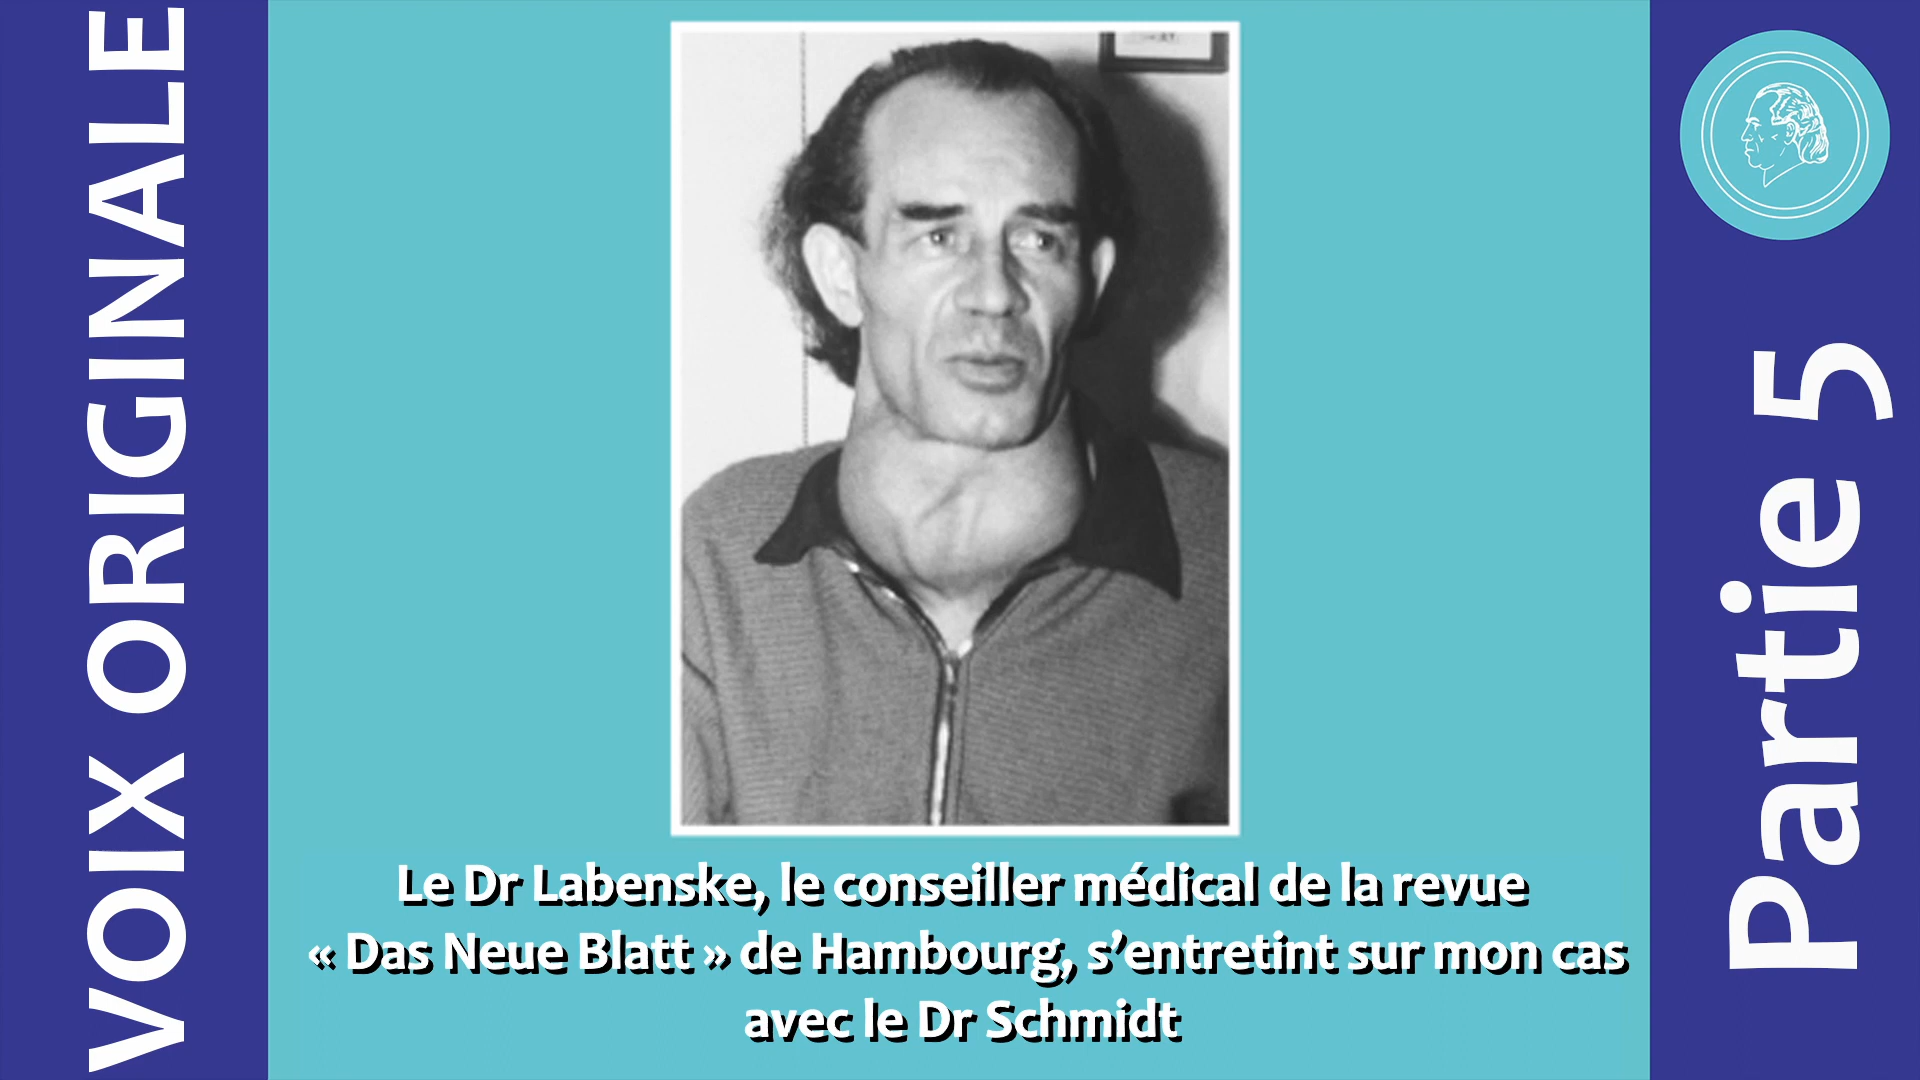 VOIX ORIGINALE
Le Dr Labenske, le conseiller médical de la revue
« Das Neue Blatt » de Hambourg, s’entretint sur mon cas
avec le Dr Schmidt
Partie 5